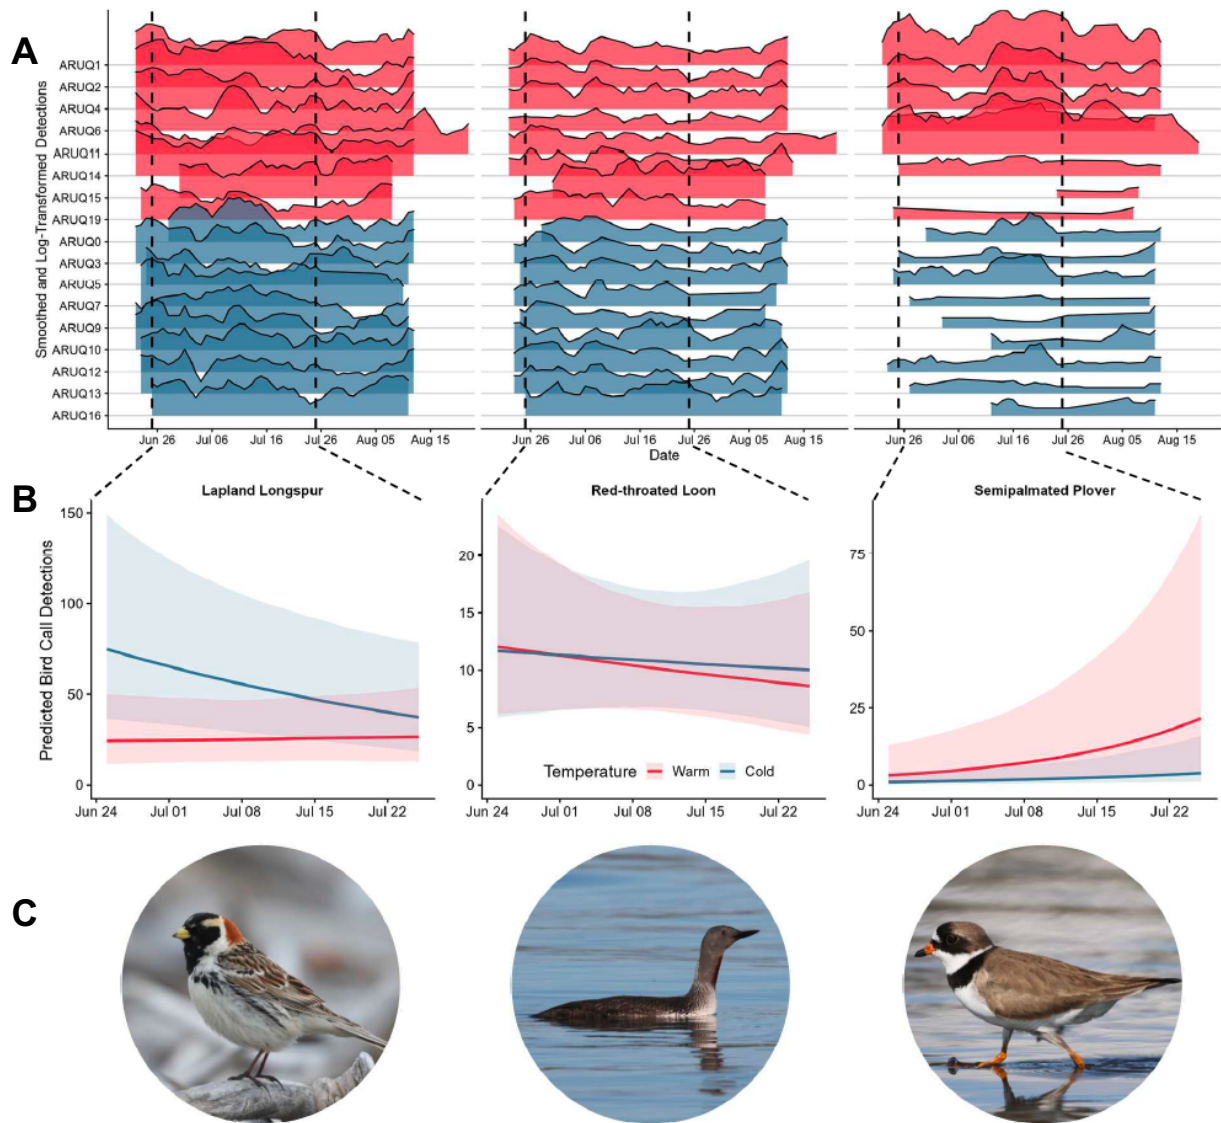 A
Smoothed and Log-Transformed Detections
ARUQ1
ARUQ2
ARUQ4
ARUQ6
ARUQ11
ARUQ14
ARUQ15
ARUQ19
ARUQ0
ARUQ3
ARUQ5
ARUQ7
ARUQ9
ARUQ10
ARUQ12
ARUQ13
ARUQ16
Jun 26 Jul 06 Jul 16 Jul 26 Aug 05 Aug 15
Jun 26 Jul 06 Jul 16 Jul 26 Aug 05 Aug 15
Jun 26 Jul 06 Jul 16 Jul 26 Aug 05 Aug 15
Date
B
Lapland Longspur
Red-throated Loon
Semipalmated Plover
Predicted Bird Call Detections
150
100
50
0
20
15
10
5
0
75
50
25
0
Temperature Warm Cold
Jun 24 Jul 01 Jul 08 Jul 15 Jul 22
Jun 24 Jul 01 Jul 08 Jul 15 Jul 22
Jun 24 Jul 01 Jul 08 Jul 15 Jul 22
C